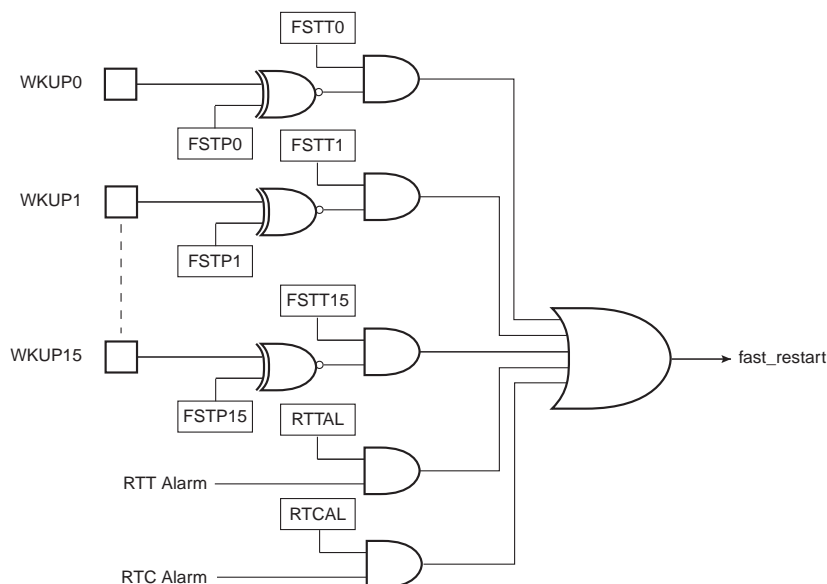 FSTT0
WKUP0
FSTP0
FSTT1
WKUP1
FSTP1
FSTT15
WKUP15
fast_restart
FSTP15
RTTAL
RTT Alarm
RTCAL
RTC Alarm